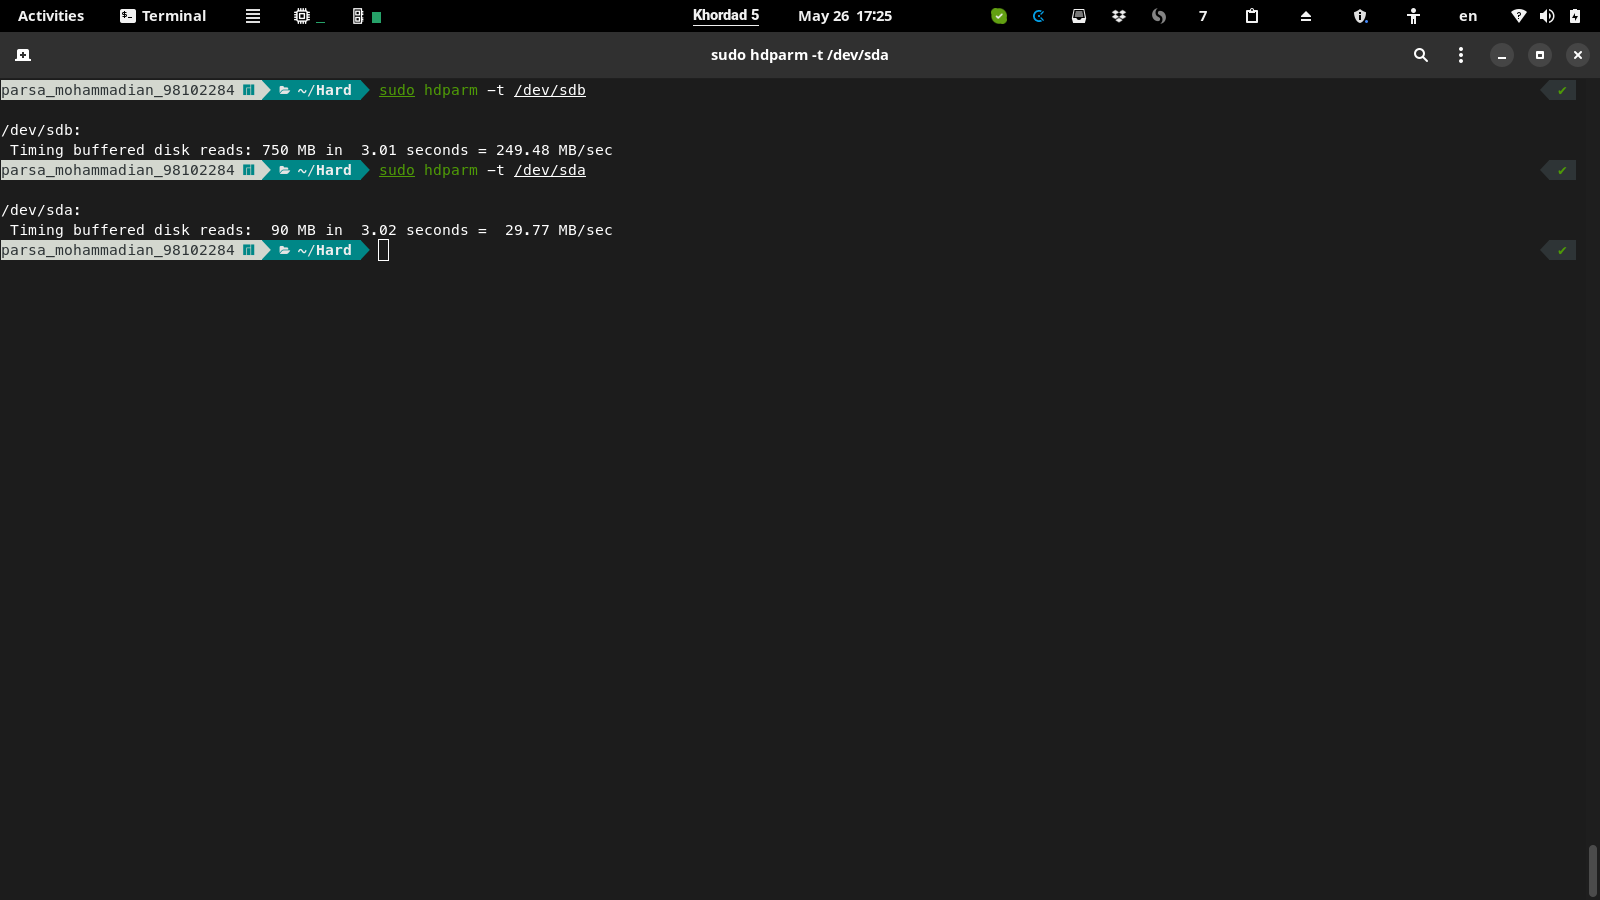 Activities Terminal Khordad 5 May 26 17:25 7 en
sudo hdparm -t /dev/sda
parsa_mohammadian_98102284 ~/Hard sudo hdparm -t /dev/sdb ✔
/dev/sdb:
Timing buffered disk reads: 750 MB in 3.01 seconds = 249.48 MB/sec
parsa_mohammadian_98102284 ~/Hard sudo hdparm -t /dev/sda ✔
/dev/sda:
Timing buffered disk reads: 90 MB in 3.02 seconds = 29.77 MB/sec
parsa_mohammadian_98102284 ~/Hard ✔